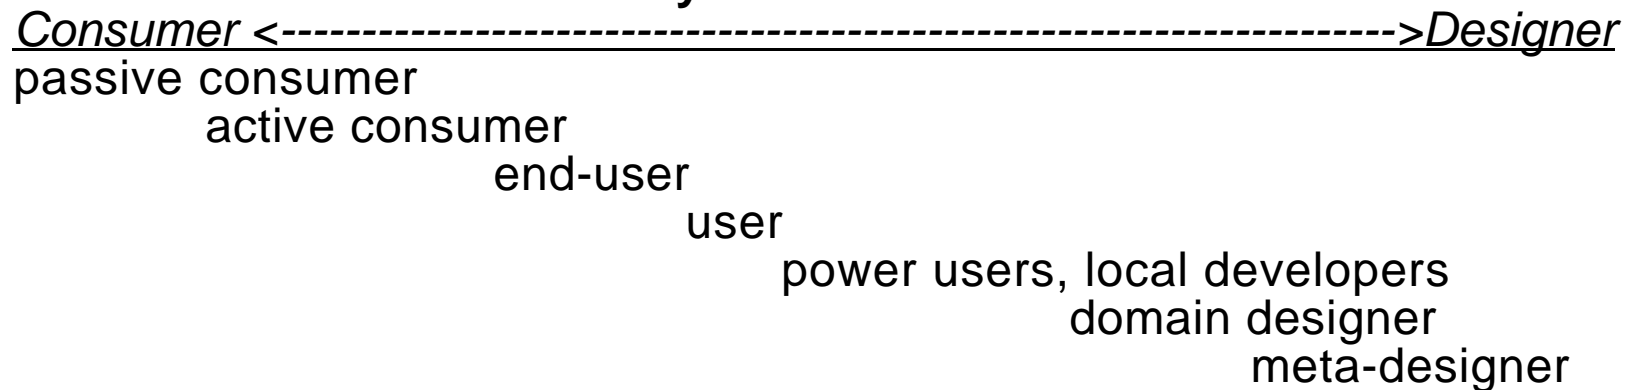 Consumer <--------------------------------------------------------------------->Designer
passive consumer
active consumer
end-user
user
power users, local developers
domain designer
meta-designer